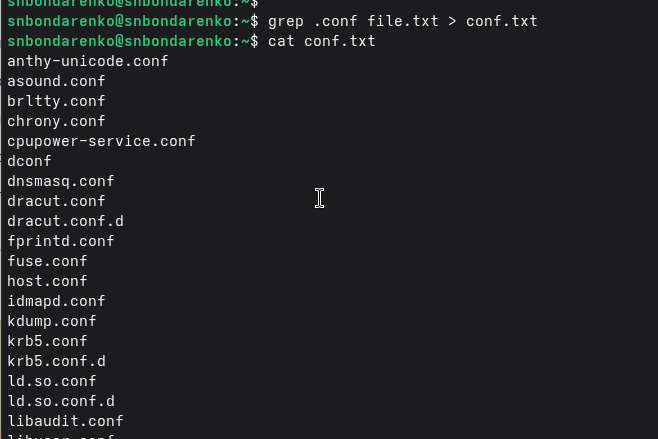 snbondarenko@snbondarenko:~$
snbondarenko@snbondarenko:~$ grep .conf file.txt > conf.txt
snbondarenko@snbondarenko:~$ cat conf.txt
anthy-unicode.conf
asound.conf
brltty.conf
chrony.conf
cpupower-service.conf
dconf
dnsmasq.conf
dracut.conf
dracut.conf.d
fprintd.conf
fuse.conf
host.conf
idmapd.conf
kdump.conf
krb5.conf
krb5.conf.d
ld.so.conf
ld.so.conf.d
libaudit.conf